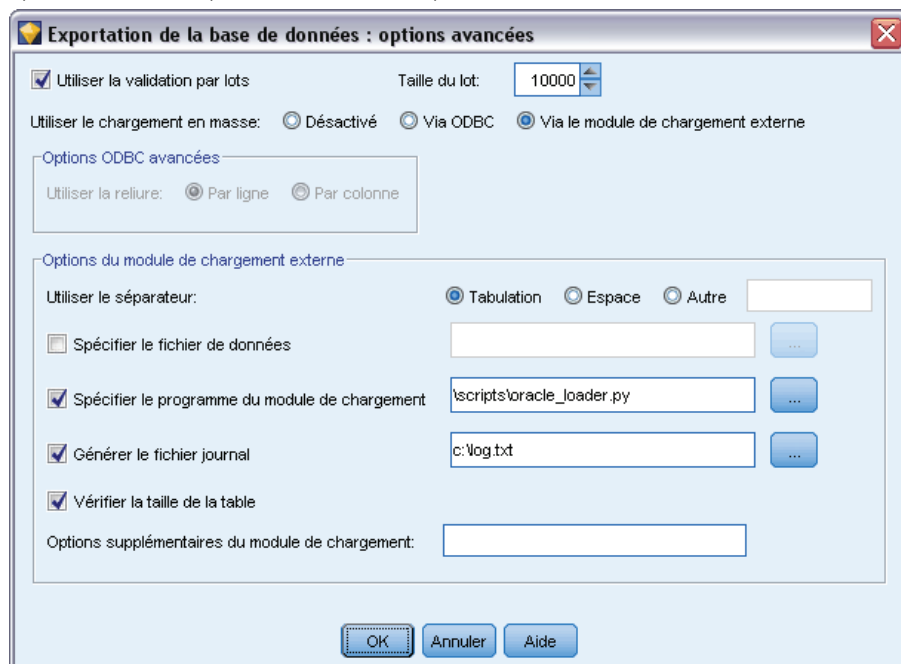 Exportation de la base de données : options avancées
Utiliser la validation par lots Taille du lot: 10000
Utiliser le chargement en masse: Désactivé Via ODBC Via le module de chargement externe
Options ODBC avancées
Utiliser la reliure: Par ligne Par colonne
Options du module de chargement externe
Utiliser le séparateur: Tabulation Espace Autre
Spécifier le fichier de données ...
Spécifier le programme du module de chargement \scripts\oracle_loader.py ...
Générer le fichier journal c:\log.txt ...
Vérifier la taille de la table
Options supplémentaires du module de chargement:
OK Annuler Aide